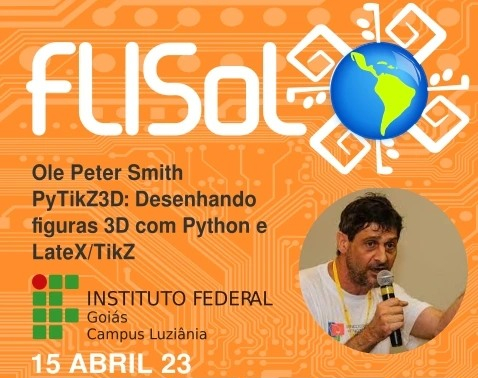 FLISoL
Ole Peter Smith
PyTikZ3D: Desenhando
figuras 3D com Python e
LateX/TikZ
INSTITUTO FEDERAL
Goiás
Campus Luziânia
15 ABRIL 23